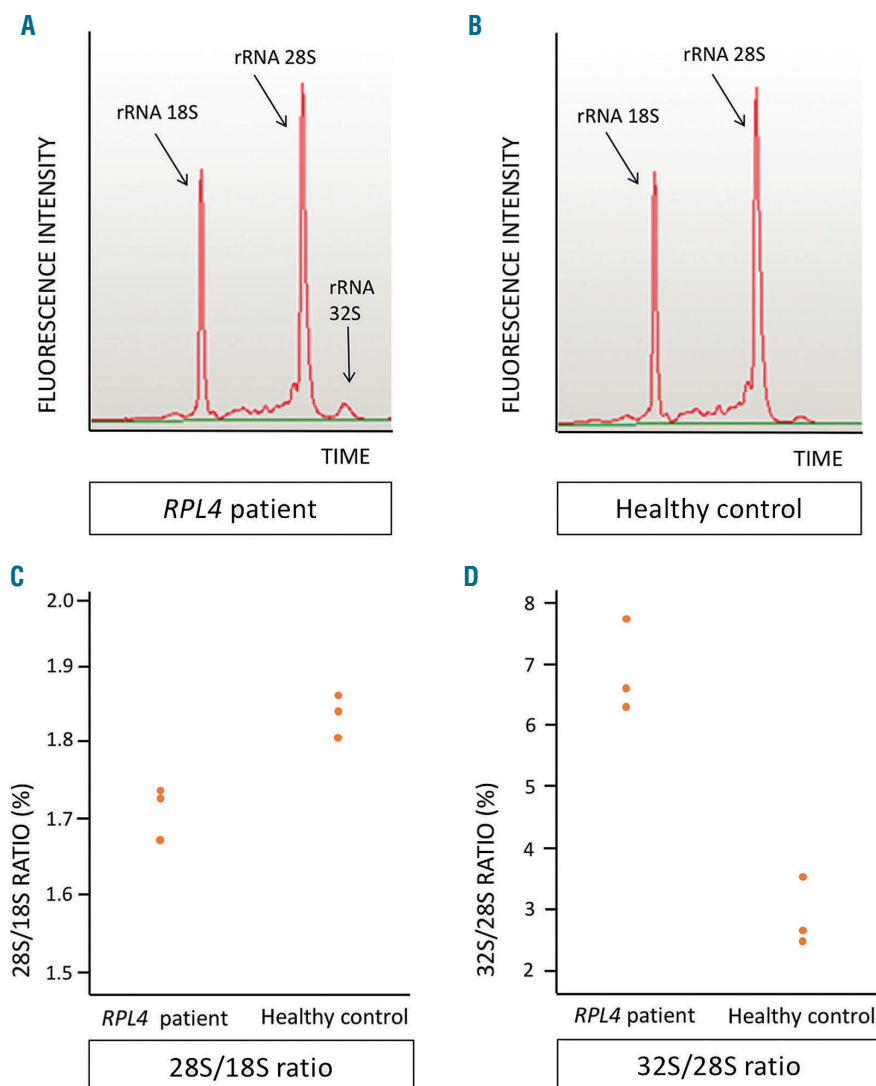 A
FLUORESCENCE INTENSITY
rRNA 18S
rRNA 28S
rRNA
32S
TIME
RPL4 patient
B
FLUORESCENCE INTENSITY
rRNA 18S
rRNA 28S
TIME
Healthy control
C
28S/18S RATIO (%)
2.0
1.9
1.8
1.7
1.6
1.5
RPL4 patient
Healthy control
28S/18S ratio
D
32S/28S RATIO (%)
8
7
6
5
4
3
2
RPL4 patient
Healthy control
32S/28S ratio